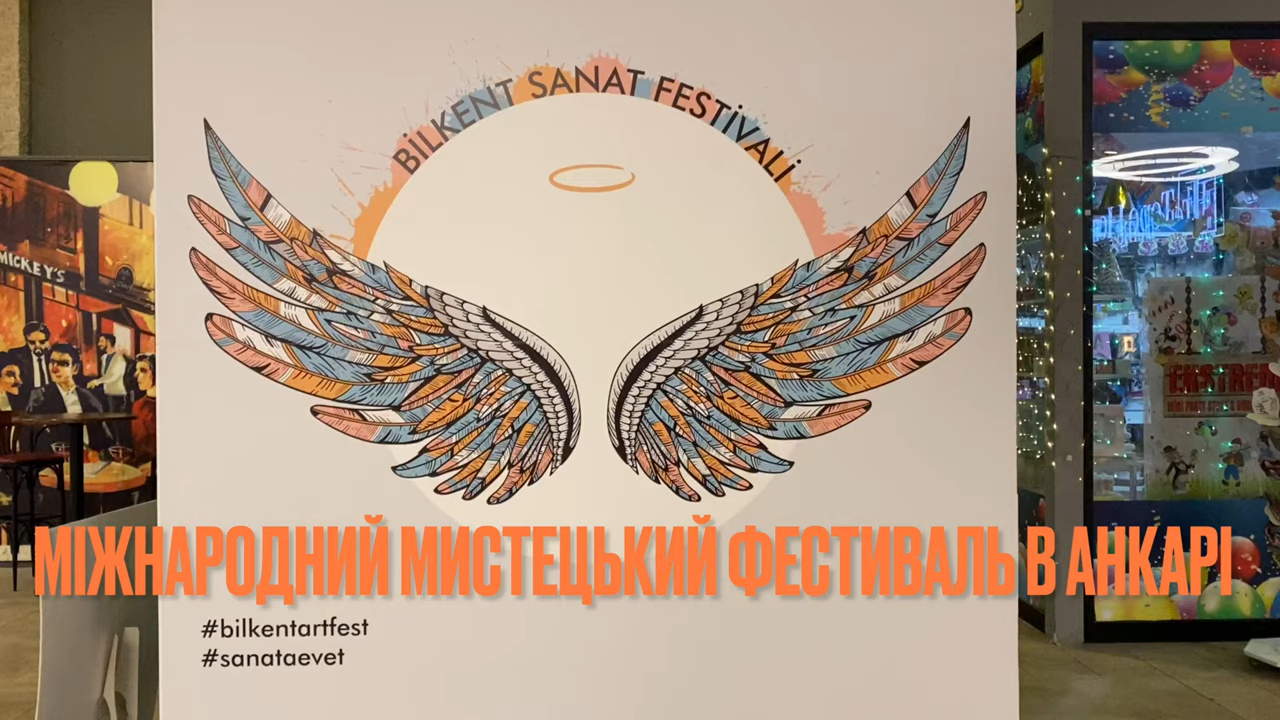 BİLKENT SANAT FESTİVALİ
MICKEY'S
МІЖНАРОДНИЙ МИСТЕЦЬКИЙ ФЕСТИВАЛЬ В АНКАРІ
#bilkentartfest
#sanataevet